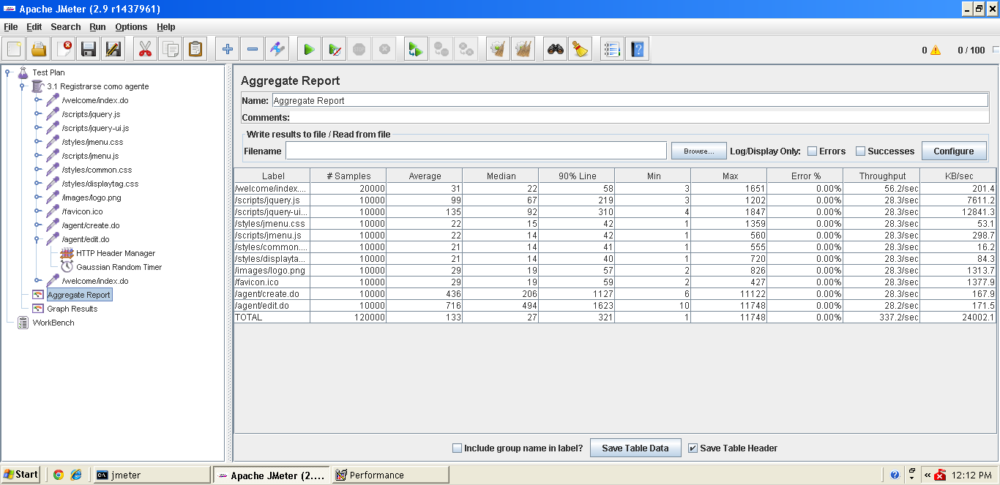 Apache JMeter (2.9 r1437961)
File Edit Search Run Options Help
0 0 / 100
Test Plan
3.1 Registrarse como agente
/welcome/index.do
/scripts/jquery.js
/scripts/jquery-ui.js
/styles/jmenu.css
/scripts/jmenu.js
/styles/common.css
/styles/displaytag.css
/images/logo.png
/favicon.ico
/agent/create.do
/agent/edit.do
HTTP Header Manager
Gaussian Random Timer
/welcome/index.do
Aggregate Report
Graph Results
WorkBench
Aggregate Report
Name: Aggregate Report
Comments:
Write results to file / Read from file
Filename Browse... Log/Display Only: Errors Successes Configure
Label # Samples Average Median 90% Line Min Max Error % Throughput KB/sec
/welcome/index.... 20000 31 22 58 3 1651 0.00% 56.2/sec 201.4
/scripts/jquery.js 10000 99 67 219 3 1202 0.00% 28.3/sec 7611.2
/scripts/jquery-ui... 10000 135 92 310 4 1847 0.00% 28.3/sec 12841.3
/styles/jmenu.css 10000 22 15 42 1 1359 0.00% 28.3/sec 53.1
/scripts/jmenu.js 10000 22 14 42 1 560 0.00% 28.3/sec 298.7
/styles/common.... 10000 21 14 41 1 555 0.00% 28.3/sec 16.2
/styles/displayta... 10000 21 14 40 1 720 0.00% 28.3/sec 84.3
/images/logo.png 10000 29 19 57 2 826 0.00% 28.3/sec 1313.7
/favicon.ico 10000 29 19 59 2 427 0.00% 28.3/sec 1377.9
/agent/create.do 10000 436 206 1127 6 11122 0.00% 28.3/sec 167.9
/agent/edit.do 10000 716 494 1623 10 11748 0.00% 28.2/sec 171.5
TOTAL 120000 133 27 321 1 11748 0.00% 337.2/sec 24002.1
Include group name in label? Save Table Data Save Table Header
Start jmeter Apache JMeter (2.... Performance 12:12 PM